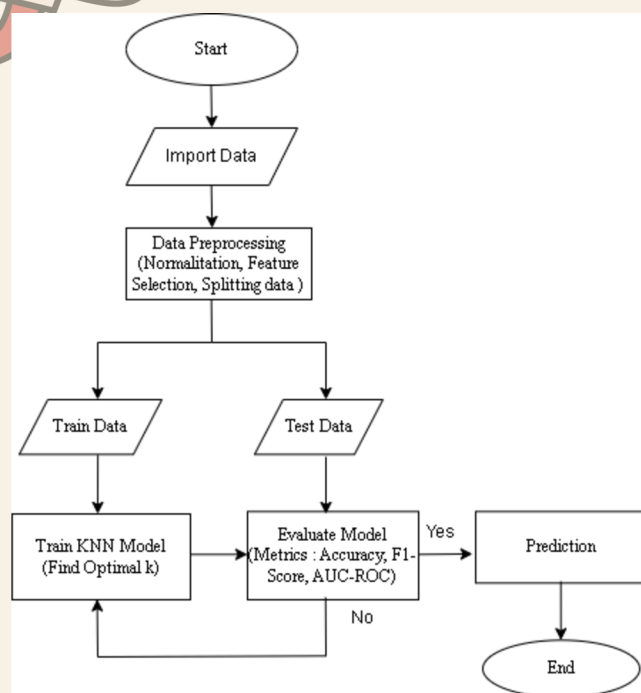 Start
Import Data
Data Preprocessing
(Normalitation, Feature
Selection, Splitting data )
Train Data
Test Data
Train KNN Model
(Find Optimal k)
Evaluate Model
(Metrics : Accuracy, F1-
Score, AUC-ROC)
Yes
Prediction
No
End